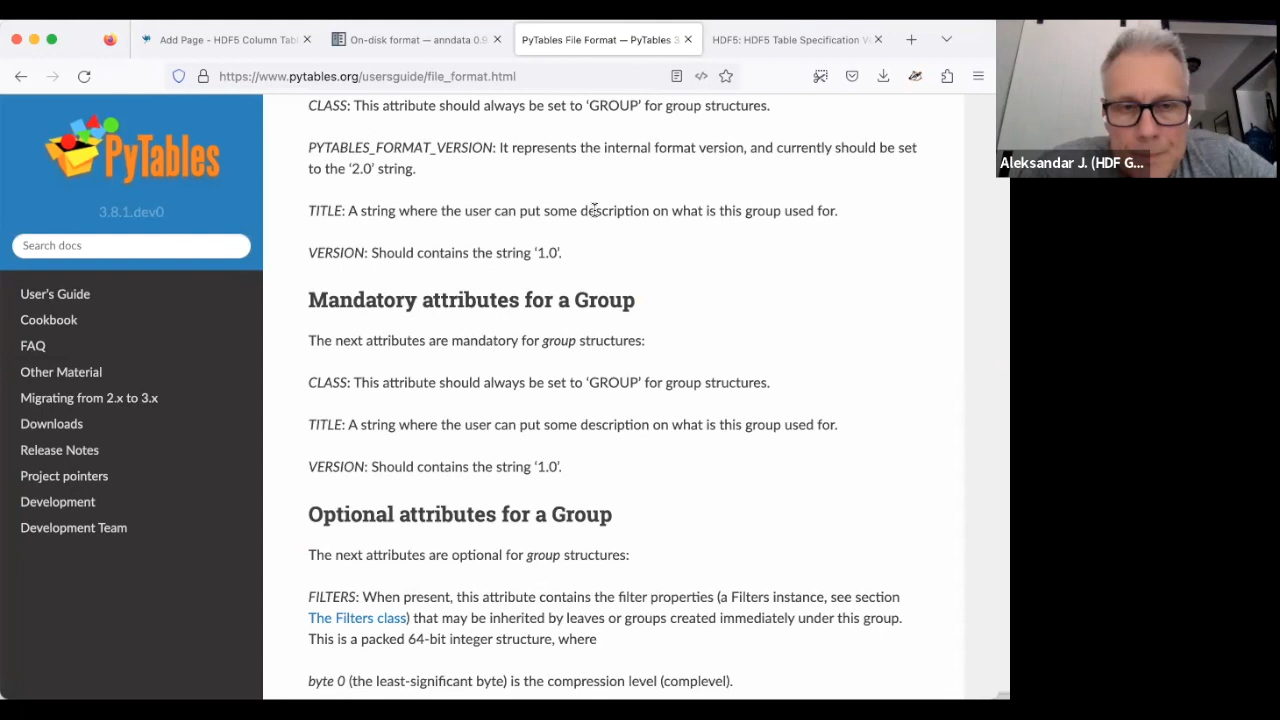 Add Page - HDF5 Column Tabl
On-disk format — anndata 0.9
PyTables File Format — PyTables 3
HDF5: HDF5 Table Specification Ve
https://www.pytables.org/usersguide/file_format.html
Aleksandar J. (HDF G...
PyTables
3.8.1.dev0
Search docs
User's Guide
Cookbook
FAQ
Other Material
Migrating from 2.x to 3.x
Downloads
Release Notes
Project pointers
Development
Development Team
CLASS: This attribute should always be set to ‘GROUP’ for group structures.
PYTABLES_FORMAT_VERSION: It represents the internal format version, and currently should be set
to the ‘2.0’ string.
TITLE: A string where the user can put some description on what is this group used for.
VERSION: Should contains the string ‘1.0’.
Mandatory attributes for a Group
The next attributes are mandatory for group structures:
CLASS: This attribute should always be set to ‘GROUP’ for group structures.
TITLE: A string where the user can put some description on what is this group used for.
VERSION: Should contains the string ‘1.0’.
Optional attributes for a Group
The next attributes are optional for group structures:
FILTERS: When present, this attribute contains the filter properties (a Filters instance, see section
The Filters class) that may be inherited by leaves or groups created immediately under this group.
This is a packed 64-bit integer structure, where
byte 0 (the least-significant byte) is the compression level (complevel).